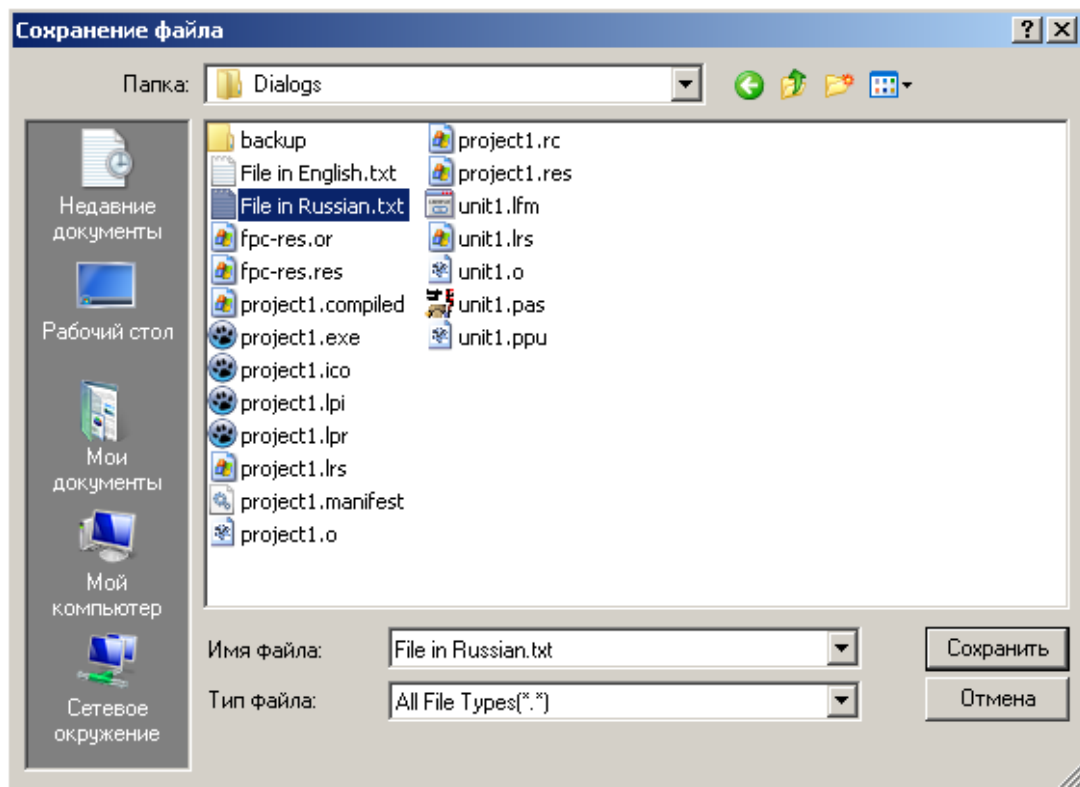 Сохранение файла
Папка: Dialogs
Недавние
документы
Рабочий стол
Мои
документы
Мой
компьютер
Сетевое
окружение
backup
File in English.txt
File in Russian.txt
fpc-res.or
fpc-res.res
project1.compiled
project1.exe
project1.ico
project1.lpi
project1.lpr
project1.lrs
project1.manifest
project1.o
project1.rc
project1.res
unit1.lfm
unit1.lrs
unit1.o
unit1.pas
unit1.ppu
Имя файла: File in Russian.txt Сохранить
Тип файла: All File Types(*.*) Отмена